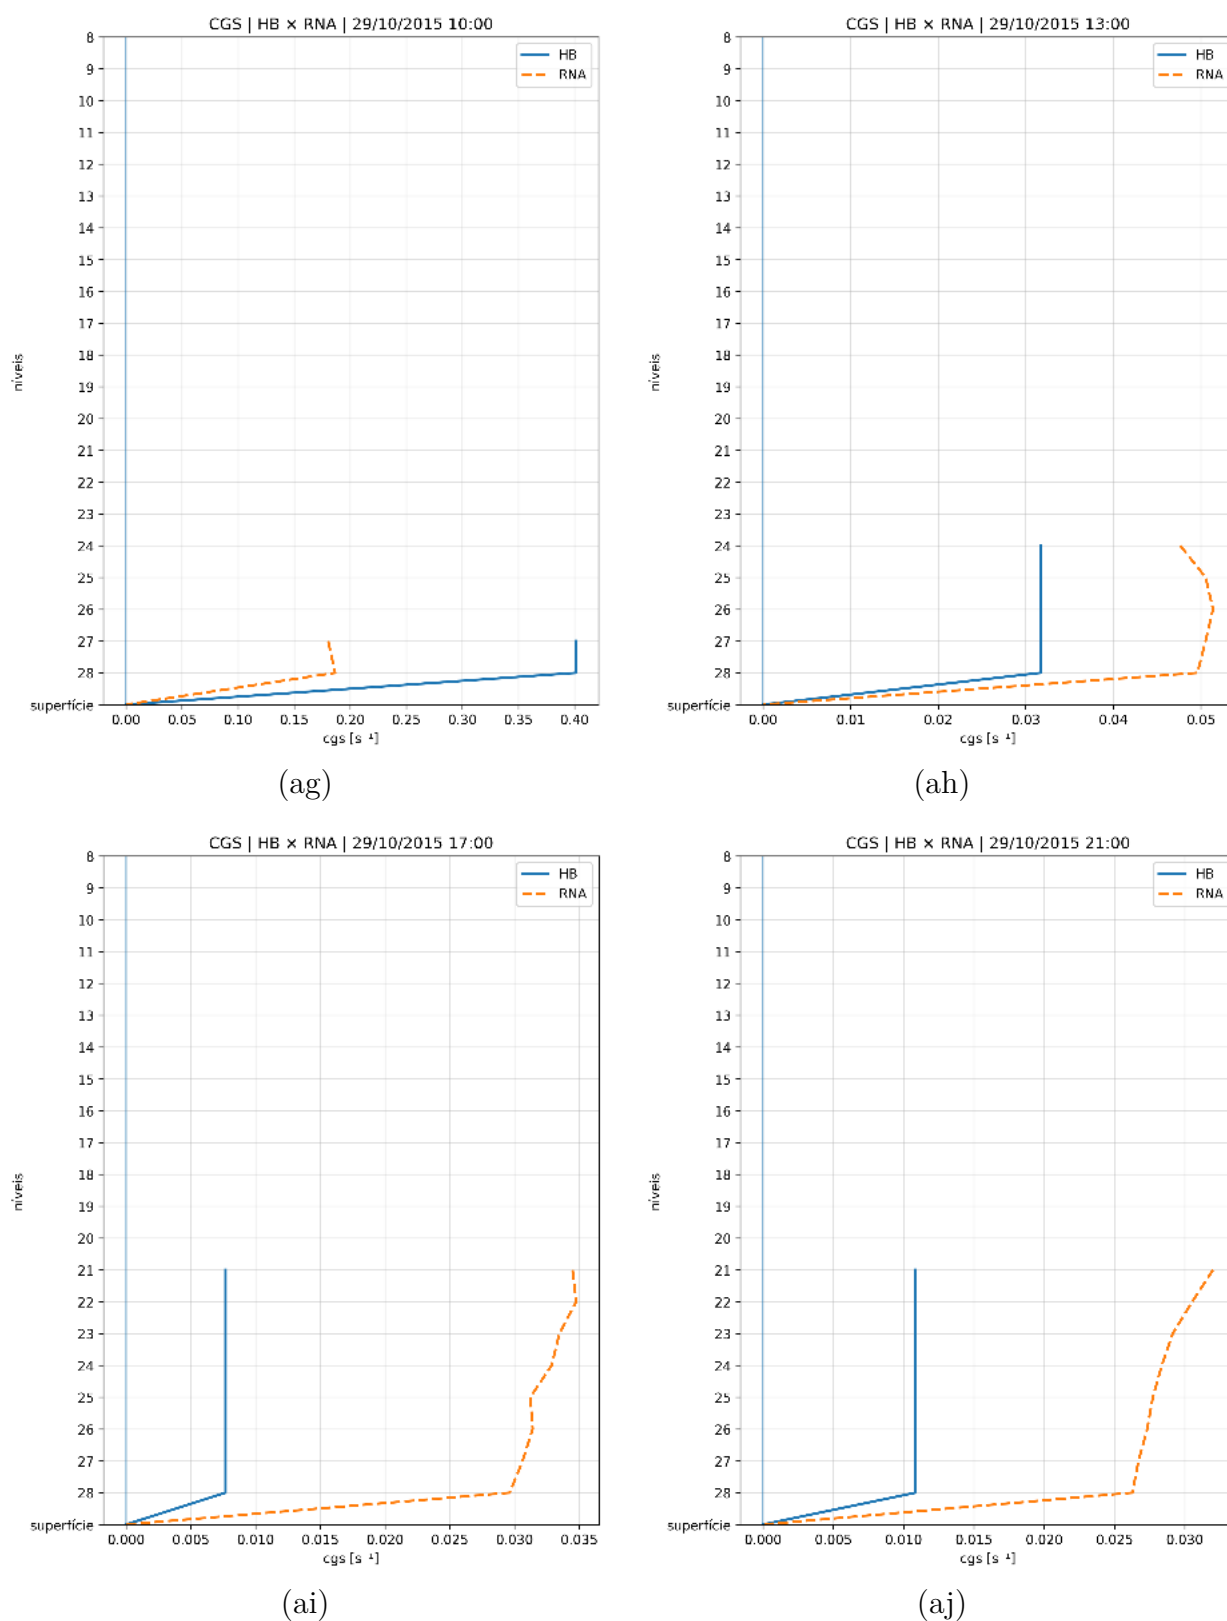 CGS | HB × RNA | 29/10/2015 10:00
HB
RNA
8
9
10
11
12
13
14
15
16
17
18
19
20
21
22
23
24
25
26
27
28
superfície
níveis
0.00 0.05 0.10 0.15 0.20 0.25 0.30 0.35 0.40
cgs [s⁻¹]
(ag)
CGS | HB × RNA | 29/10/2015 13:00
HB
RNA
8
9
10
11
12
13
14
15
16
17
18
19
20
21
22
23
24
25
26
27
28
superfície
níveis
0.00 0.01 0.02 0.03 0.04 0.05
cgs [s⁻¹]
(ah)
CGS | HB × RNA | 29/10/2015 17:00
HB
RNA
8
9
10
11
12
13
14
15
16
17
18
19
20
21
22
23
24
25
26
27
28
superfície
níveis
0.000 0.005 0.010 0.015 0.020 0.025 0.030 0.035
cgs [s⁻¹]
(ai)
CGS | HB × RNA | 29/10/2015 21:00
HB
RNA
8
9
10
11
12
13
14
15
16
17
18
19
20
21
22
23
24
25
26
27
28
superfície
níveis
0.000 0.005 0.010 0.015 0.020 0.025 0.030
cgs [s⁻¹]
(aj)